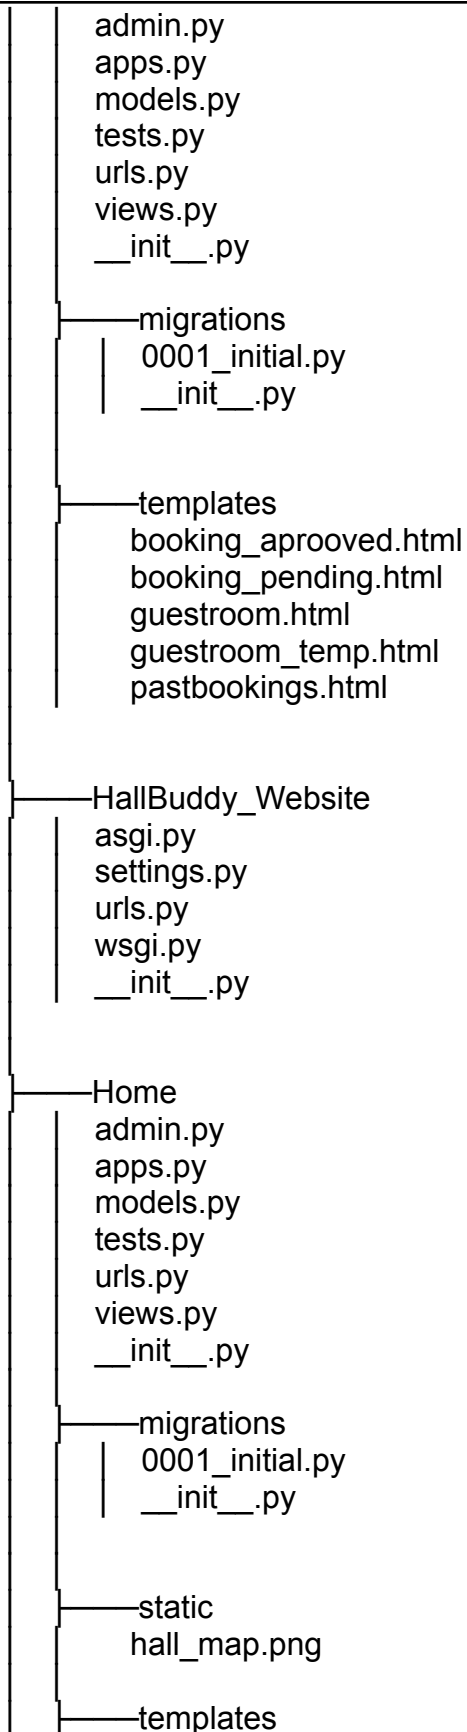 admin.py
apps.py
models.py
tests.py
urls.py
views.py
__init__.py
migrations
0001_initial.py
__init__.py
templates
booking_aprooved.html
booking_pending.html
guestroom.html
guestroom_temp.html
pastbookings.html
HallBuddy_Website
asgi.py
settings.py
urls.py
wsgi.py
__init__.py
Home
admin.py
apps.py
models.py
tests.py
urls.py
views.py
__init__.py
migrations
0001_initial.py
__init__.py
static
hall_map.png
templates